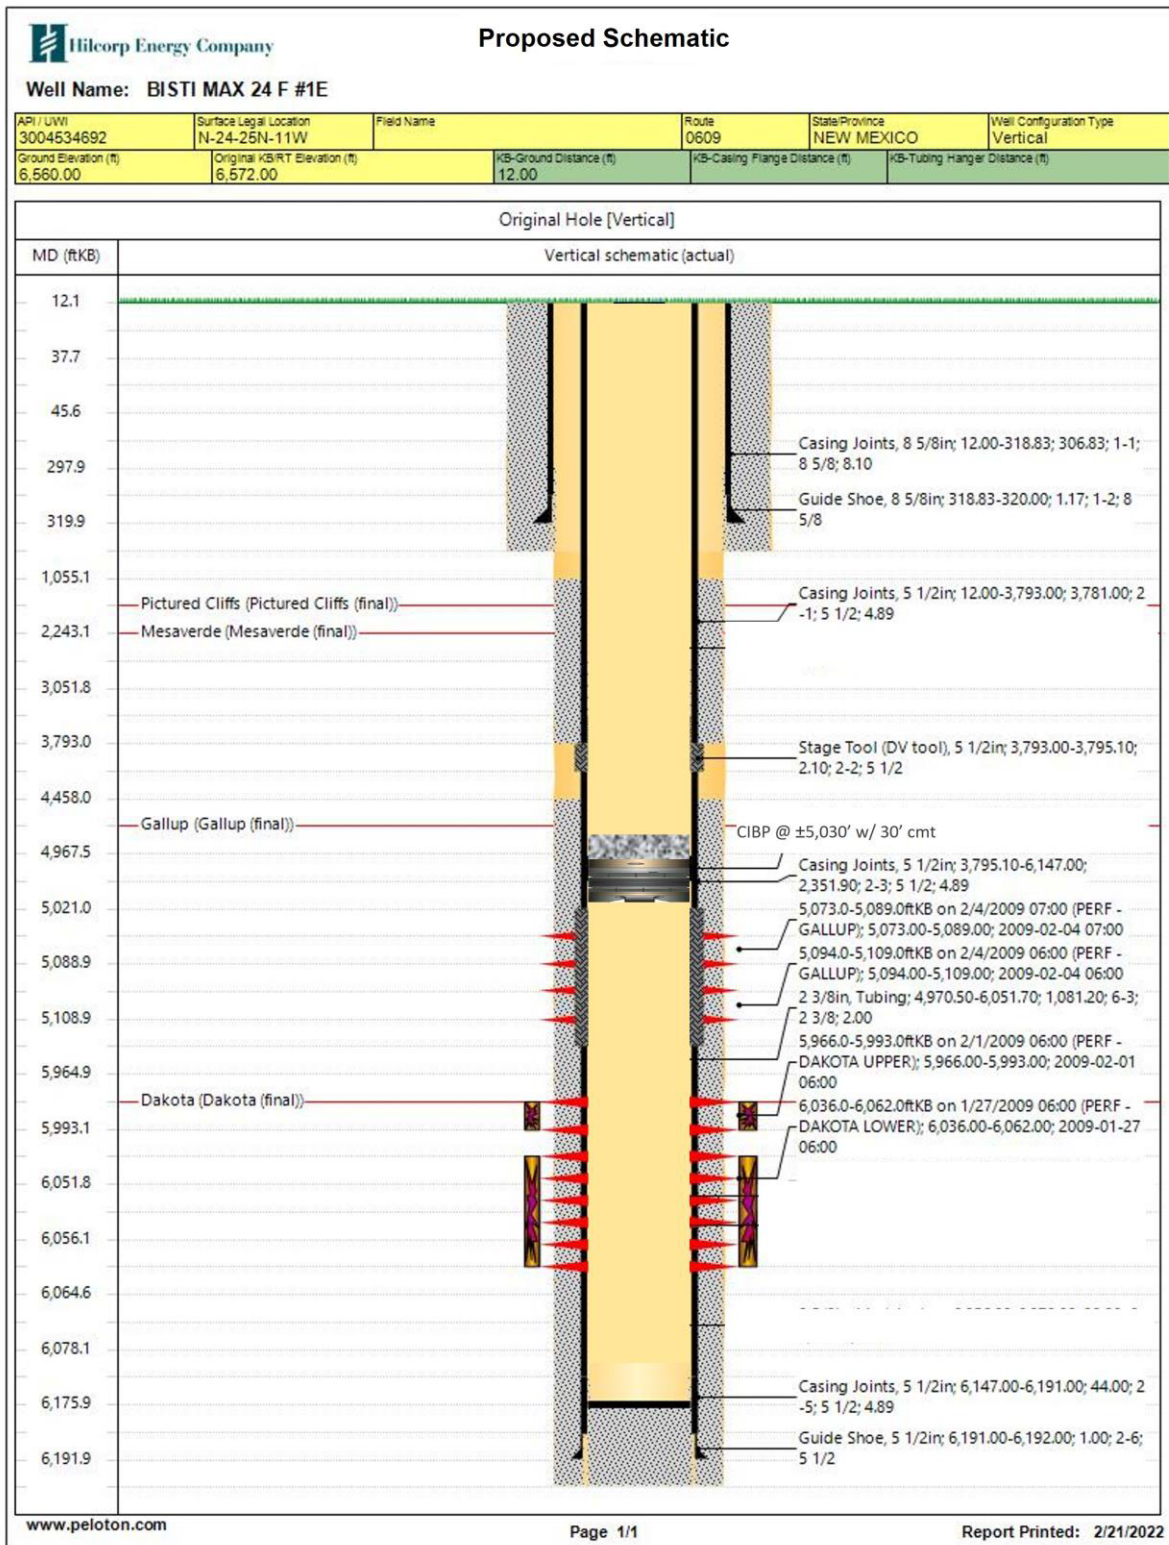 Hilcorp Energy Company
Proposed Schematic
Well Name: BISTI MAX 24 F #1E
API / UWI
3004534692
Surface Legal Location
N-24-25N-11W
Field Name
Route
0609
State/Province
NEW MEXICO
Well Configuration Type
Vertical
Ground Elevation (ft)
6,560.00
Original KB/RT Elevation (ft)
6,572.00
KB-Ground Distance (ft)
12.00
KB-Casing Flange Distance (ft)
KB-Tubing Hanger Distance (ft)
Original Hole [Vertical]
MD (ftKB)
Vertical schematic (actual)
12.1
37.7
45.6
Casing Joints, 8 5/8in; 12.00-318.83; 306.83; 1-1;
8 5/8; 8.10
297.9
Guide Shoe, 8 5/8in; 318.83-320.00; 1.17; 1-2; 8
5/8
319.9
1,055.1
Casing Joints, 5 1/2in; 12.00-3,793.00; 3,781.00; 2
-1; 5 1/2; 4.89
Pictured Cliffs (Pictured Cliffs (final))
2,243.1
Mesaverde (Mesaverde (final))
3,051.8
3,793.0
Stage Tool (DV tool), 5 1/2in; 3,793.00-3,795.10;
2.10; 2-2; 5 1/2
4,458.0
Gallup (Gallup (final))
CIBP @ ±5,030’ w/ 30’ cmt
4,967.5
Casing Joints, 5 1/2in; 3,795.10-6,147.00;
2,351.90; 2-3; 5 1/2; 4.89
5,021.0
5,073.0-5,089.0ftKB on 2/4/2009 07:00 (PERF -
GALLUP); 5,073.00-5,089.00; 2009-02-04 07:00
5,094.0-5,109.0ftKB on 2/4/2009 06:00 (PERF -
GALLUP); 5,094.00-5,109.00; 2009-02-04 06:00
5,088.9
2 3/8in, Tubing; 4,970.50-6,051.70; 1,081.20; 6-3;
2 3/8; 2.00
5,108.9
5,966.0-5,993.0ftKB on 2/1/2009 06:00 (PERF -
DAKOTA UPPER); 5,966.00-5,993.00; 2009-02-01
06:00
5,964.9
Dakota (Dakota (final))
6,036.0-6,062.0ftKB on 1/27/2009 06:00 (PERF -
DAKOTA LOWER); 6,036.00-6,062.00; 2009-01-27
06:00
5,993.1
6,051.8
6,056.1
6,064.6
6,078.1
Casing Joints, 5 1/2in; 6,147.00-6,191.00; 44.00; 2
-5; 5 1/2; 4.89
6,175.9
Guide Shoe, 5 1/2in; 6,191.00-6,192.00; 1.00; 2-6;
5 1/2
6,191.9
www.peloton.com
Page 1/1
Report Printed: 2/21/2022